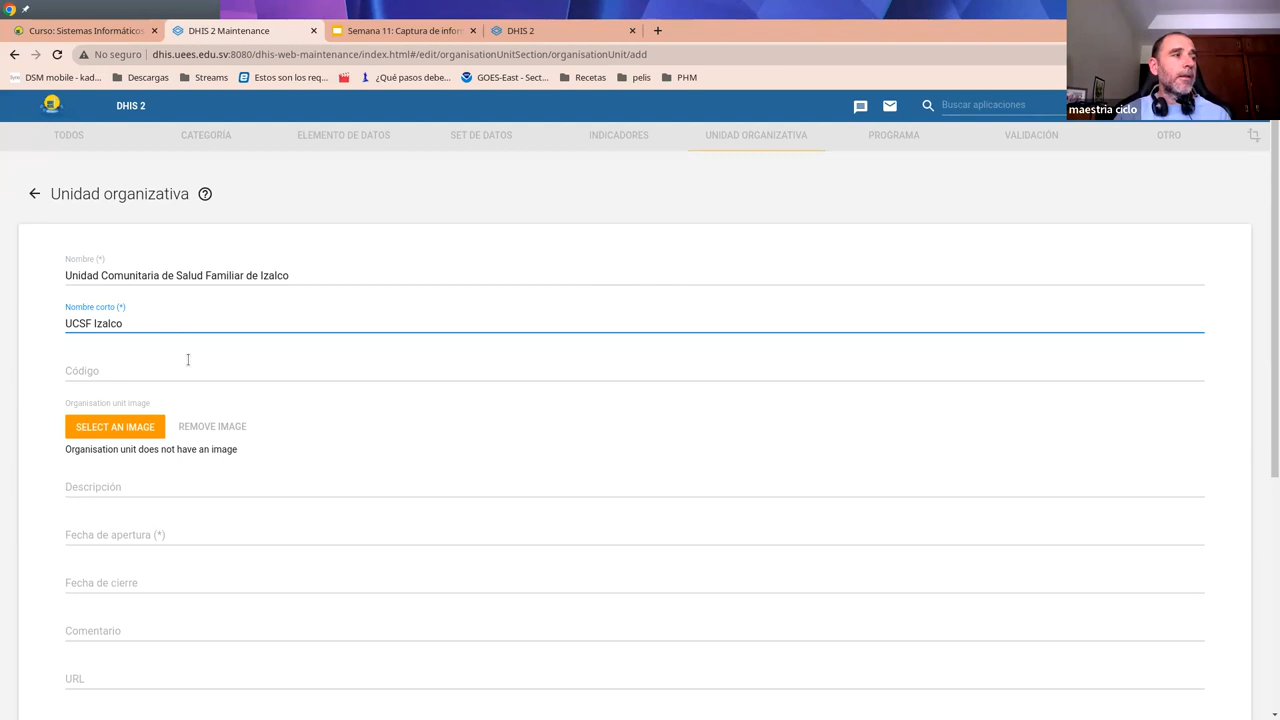 Curso: Sistemas Informáticos
DHIS 2 Maintenance
Semana 11: Captura de infor
DHIS 2
No seguro
dhis.uees.edu.sv:8080/dhis-web-maintenance/index.html#/edit/organisationUnitSection/organisationUnit/add
DSM mobile - kad...
Descargas
Streams
Estos son los req...
¿Qué pasos debe...
GOES-East - Sect...
Recetas
pelis
PHM
maestria ciclo
DHIS 2
Buscar aplicaciones
TODOS
CATEGORÍA
ELEMENTO DE DATOS
SET DE DATOS
INDICADORES
UNIDAD ORGANIZATIVA
PROGRAMA
VALIDACIÓN
OTRO
Unidad organizativa
Nombre (*)
Unidad Comunitaria de Salud Familiar de Izalco
Nombre corto (*)
UCSF Izalco
Código
Organisation unit image
SELECT AN IMAGE
REMOVE IMAGE
Organisation unit does not have an image
Descripción
Fecha de apertura (*)
Fecha de cierre
Comentario
URL